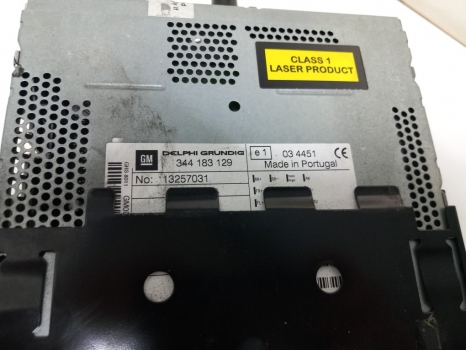 CLASS 1
LASER PRODUCT
GM DELPHI GRUNDIG e1 03 4451 CE
344 183 129 Made in Portugal
No: 13257031